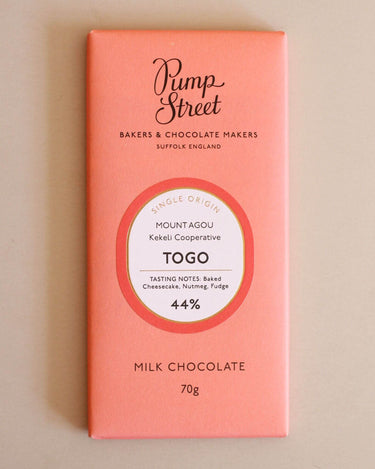 Pump
Street
BAKERS & CHOCOLATE MAKERS
SUFFOLK ENGLAND
SINGLE ORIGIN
MOUNT AGOU
Kekeli Cooperative
TOGO
TASTING NOTES: Baked
Cheesecake, Nutmeg, Fudge
44%
MILK CHOCOLATE
70g